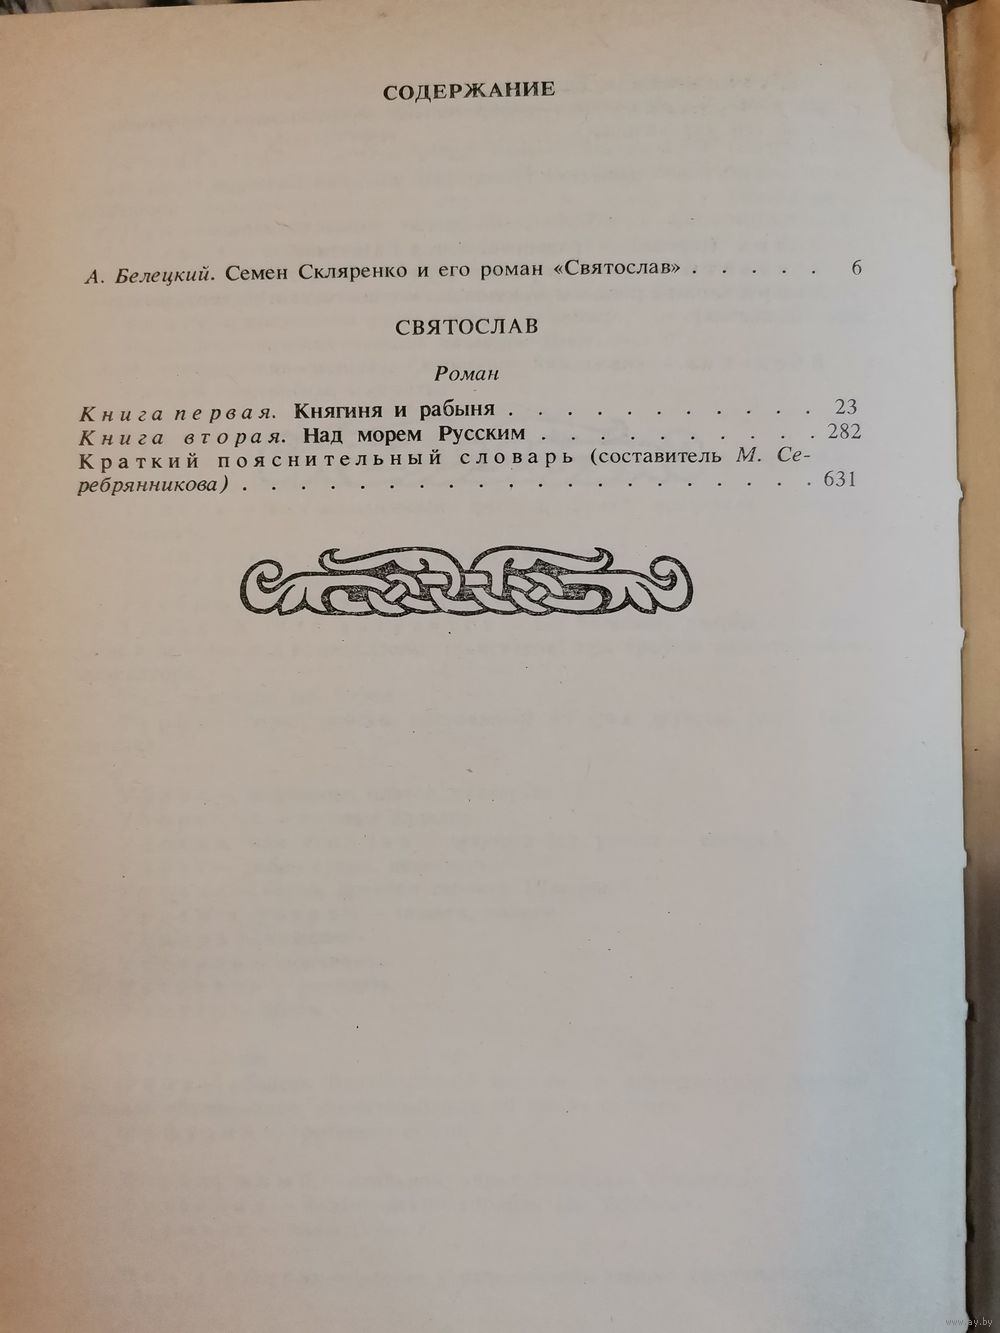 СОДЕРЖАНИЕ
А. Белецкий. Семен Скляренко и его роман «Святослав» . . . . . 6
СВЯТОСЛАВ
Роман
Книга первая. Княгиня и рабыня . . . . . . . . . . . 23
Книга вторая. Над морем Русским . . . . . . . . . . 282
Краткий пояснительный словарь (составитель М. Се-
ребрянникова) . . . . . . . . . . . . . . . . . . . . 631
www.ay.by